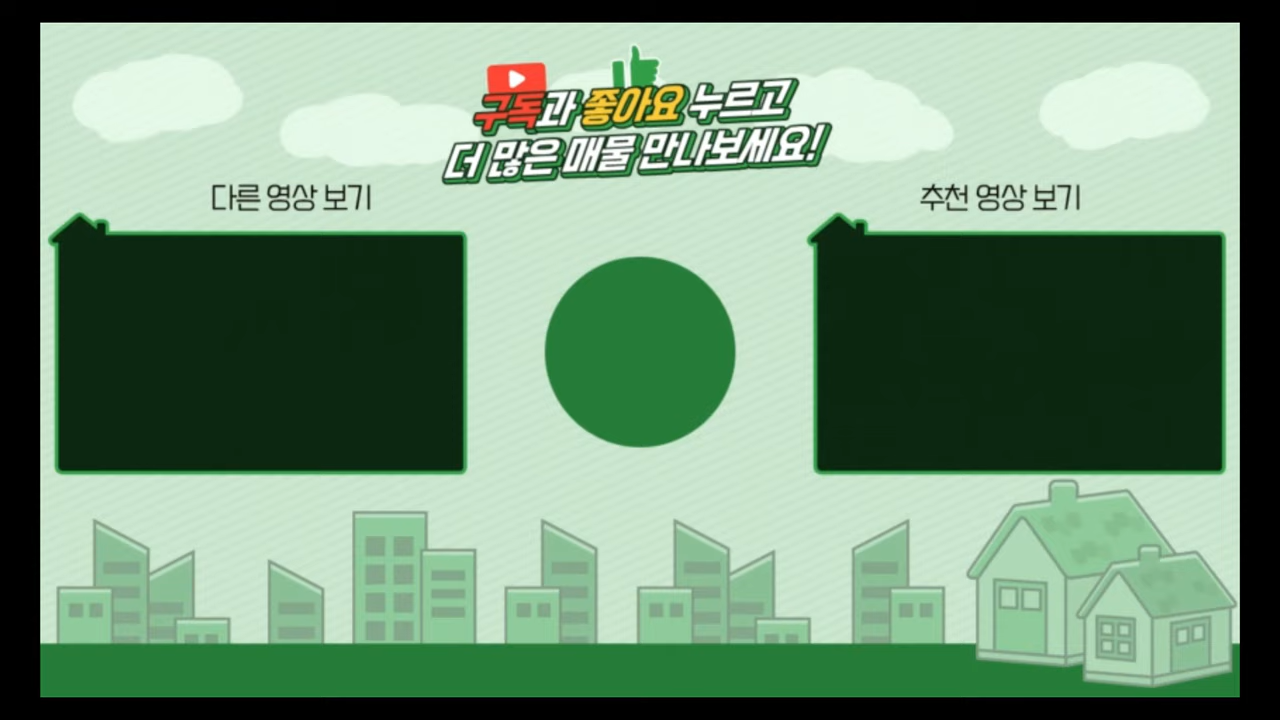 구독과 좋아요 누르고
더 많은 매물 만나보세요!
다른 영상 보기
추천 영상 보기